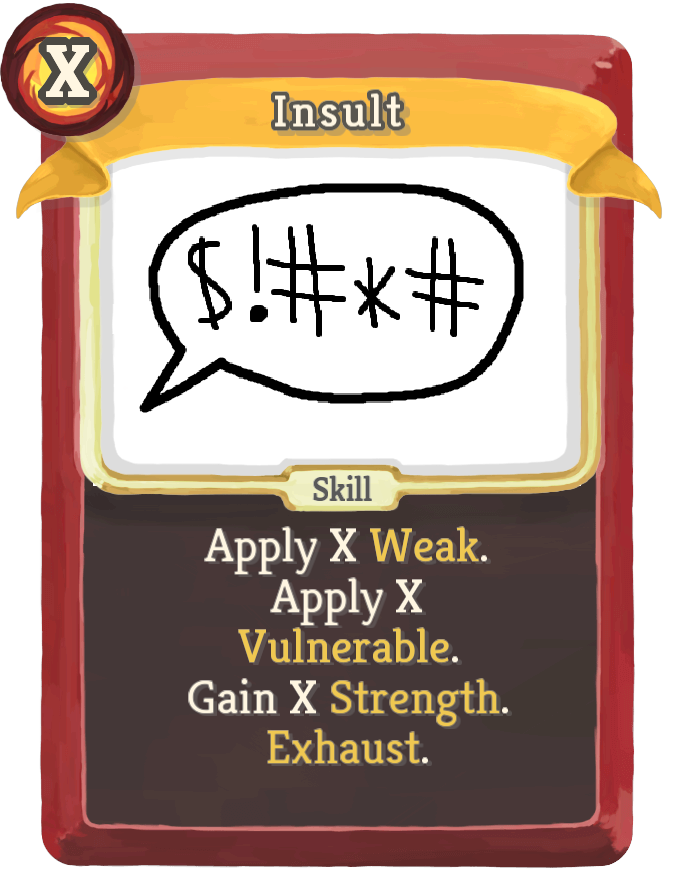 X
Insult
$!#*#
Skill
Apply X Weak.
Apply X
Vulnerable.
Gain X Strength.
Exhaust.